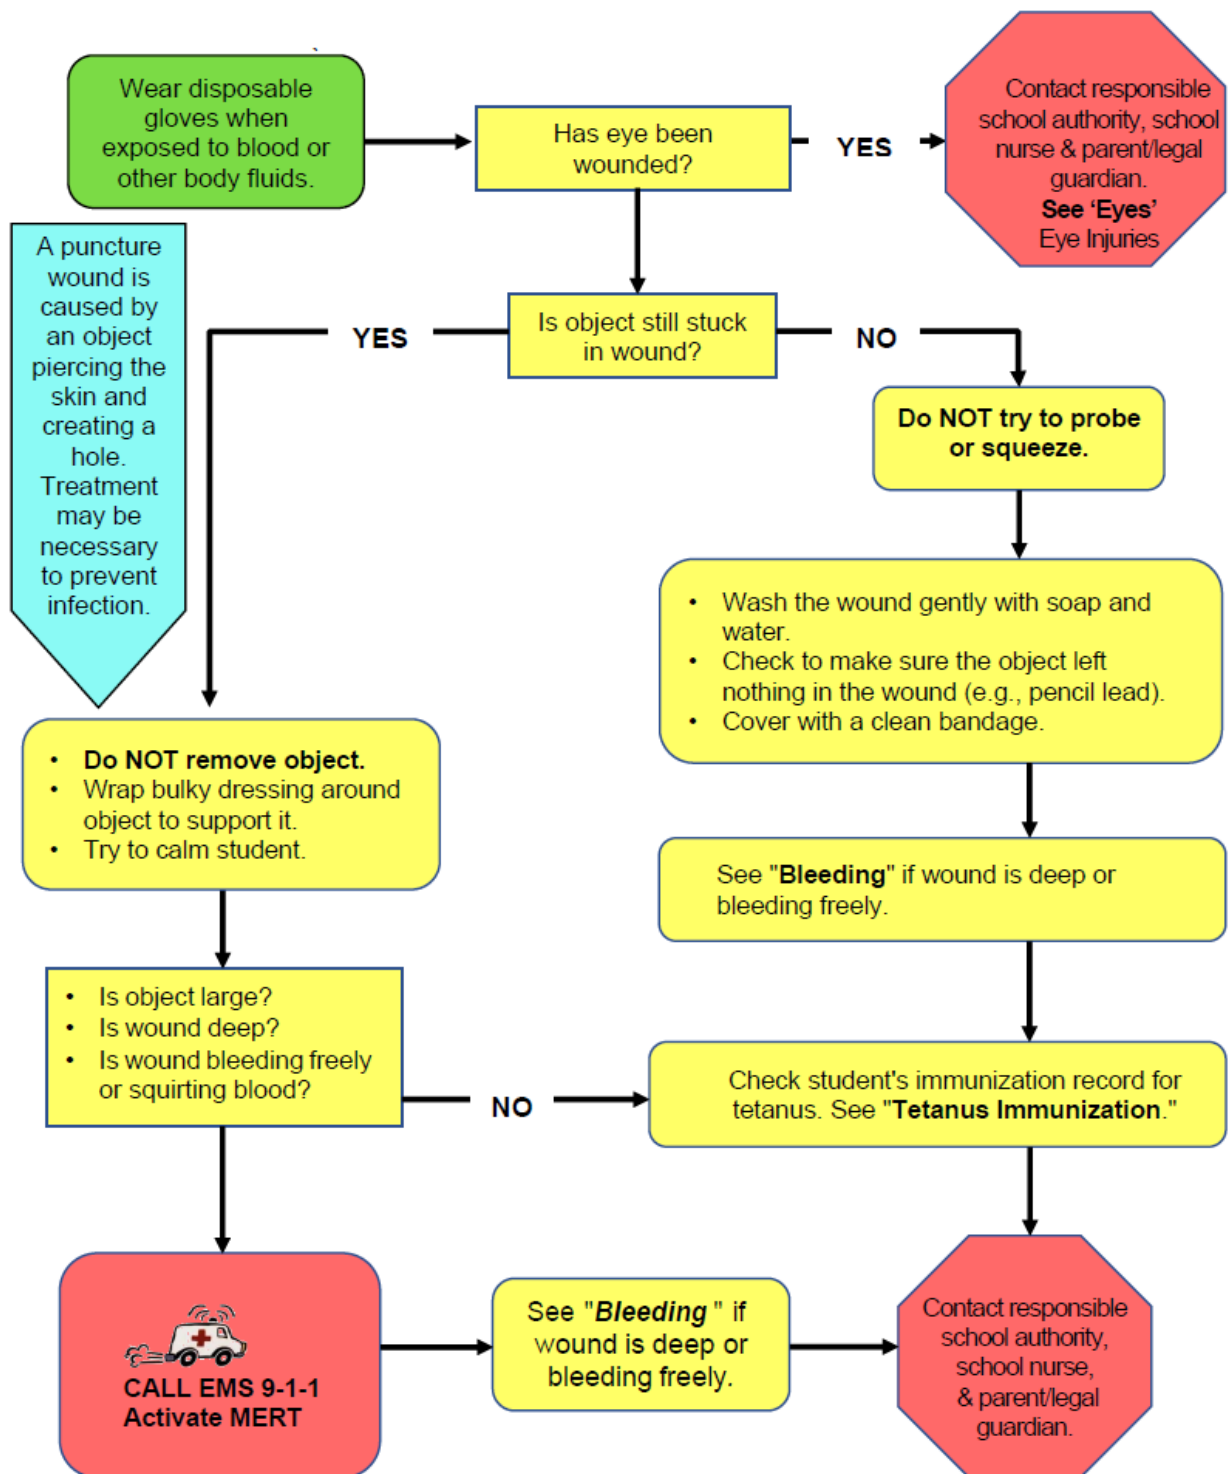 Wear disposable
gloves when
exposed to blood or
other body fluids.
Has eye been
wounded?
YES
Contact responsible
school authority, school
nurse & parent/legal
guardian.
See ‘Eyes’
Eye Injuries
A puncture
wound is
caused by
an object
piercing the
skin and
creating a
hole.
Treatment
may be
necessary
to prevent
infection.
Is object still stuck
in wound?
YES
NO
Do NOT try to probe
or squeeze.
• Wash the wound gently with soap and
water.
• Check to make sure the object left
nothing in the wound (e.g., pencil lead).
• Cover with a clean bandage.
• Do NOT remove object.
• Wrap bulky dressing around
object to support it.
• Try to calm student.
See "Bleeding" if wound is deep or
bleeding freely.
• Is object large?
• Is wound deep?
• Is wound bleeding freely
or squirting blood?
NO
Check student's immunization record for
tetanus. See "Tetanus Immunization."
CALL EMS 9-1-1
Activate MERT
See "Bleeding " if
wound is deep or
bleeding freely.
Contact responsible
school authority,
school nurse,
& parent/legal
guardian.